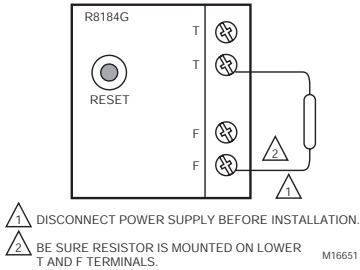 R8184G
T
T
RESET
F
F
2
1
1 DISCONNECT POWER SUPPLY BEFORE INSTALLATION.
2 BE SURE RESISTOR IS MOUNTED ON LOWER
T AND F TERMINALS.
M16651